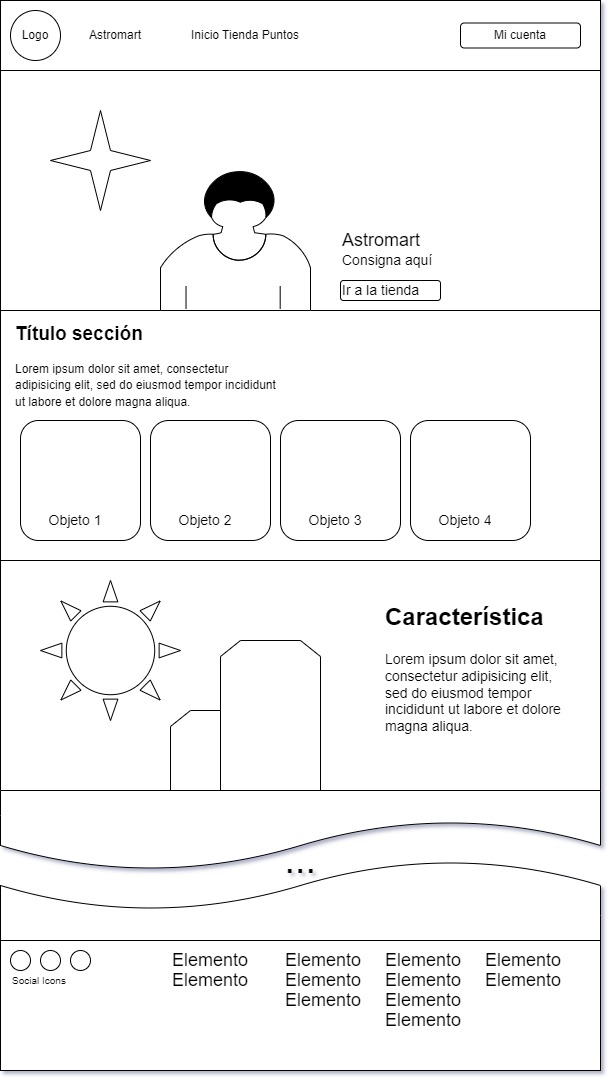 Logo
Astromart
Inicio Tienda Puntos
Mi cuenta
Astromart
Consigna aquí
Ir a la tienda
Título sección
Lorem ipsum dolor sit amet, consectetur
adipisicing elit, sed do eiusmod tempor incididunt
ut labore et dolore magna aliqua.
Objeto 1
Objeto 2
Objeto 3
Objeto 4
Característica
Lorem ipsum dolor sit amet,
consectetur adipisicing elit,
sed do eiusmod tempor
incididunt ut labore et dolore
magna aliqua.
...
Social Icons
Elemento
Elemento
Elemento
Elemento
Elemento
Elemento
Elemento
Elemento
Elemento
Elemento
Elemento